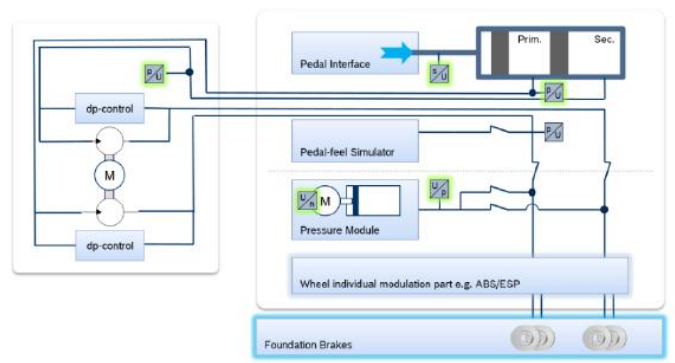 Prim. Sec.
Pedal Interface
P/U
s/U
P/U
dp-control
P/U
Pedal-feel Simulator
M
U/n M
U/p
Pressure Module
dp-control
Wheel individual modulation part e.g. ABS/ESP
Foundation Brakes